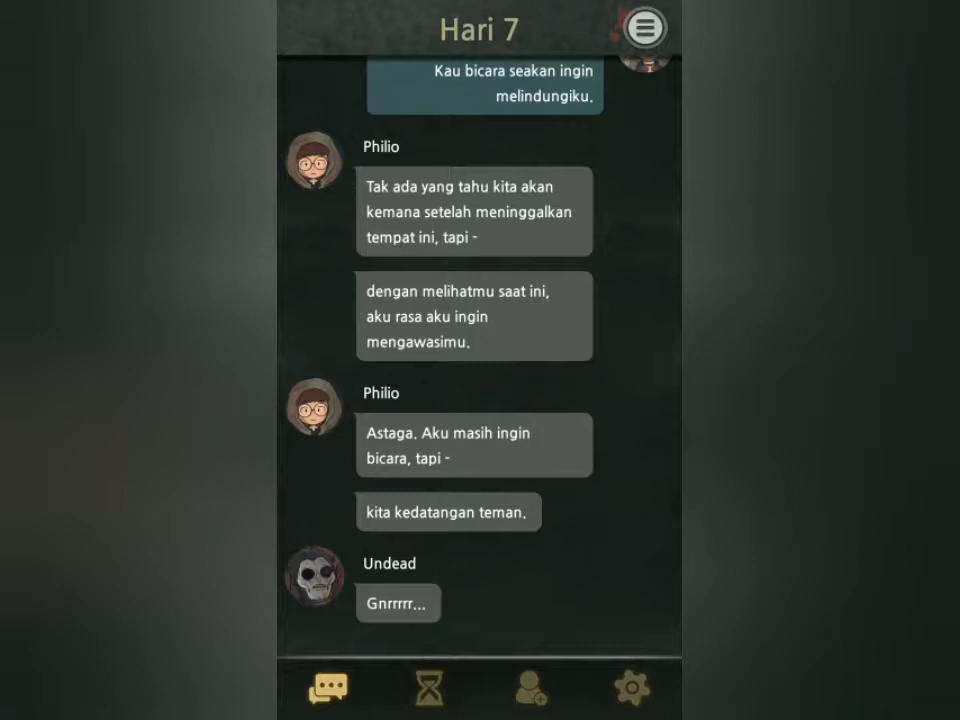 Hari 7
Kau bicara seakan ingin
melindungiku.
Philio
Tak ada yang tahu kita akan
kemana setelah meninggalkan
tempat ini, tapi -
dengan melihatmu saat ini,
aku rasa aku ingin
mengawasimu.
Philio
Astaga. Aku masih ingin
bicara, tapi -
kita kedatangan teman.
Undead
Gnrrrrr...